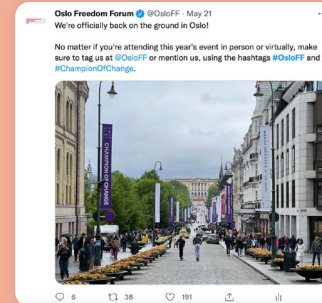 Oslo Freedom Forum @OsloFF · May 21
We're officially back on the ground in Oslo!
No matter if you're attending this year's event in person or virtually, make
sure to tag us at @OsloFF or mention us, using the hashtags #OsloFF and
#ChampionOfChange.
CHAMPION OF CHANGE
6 38 191